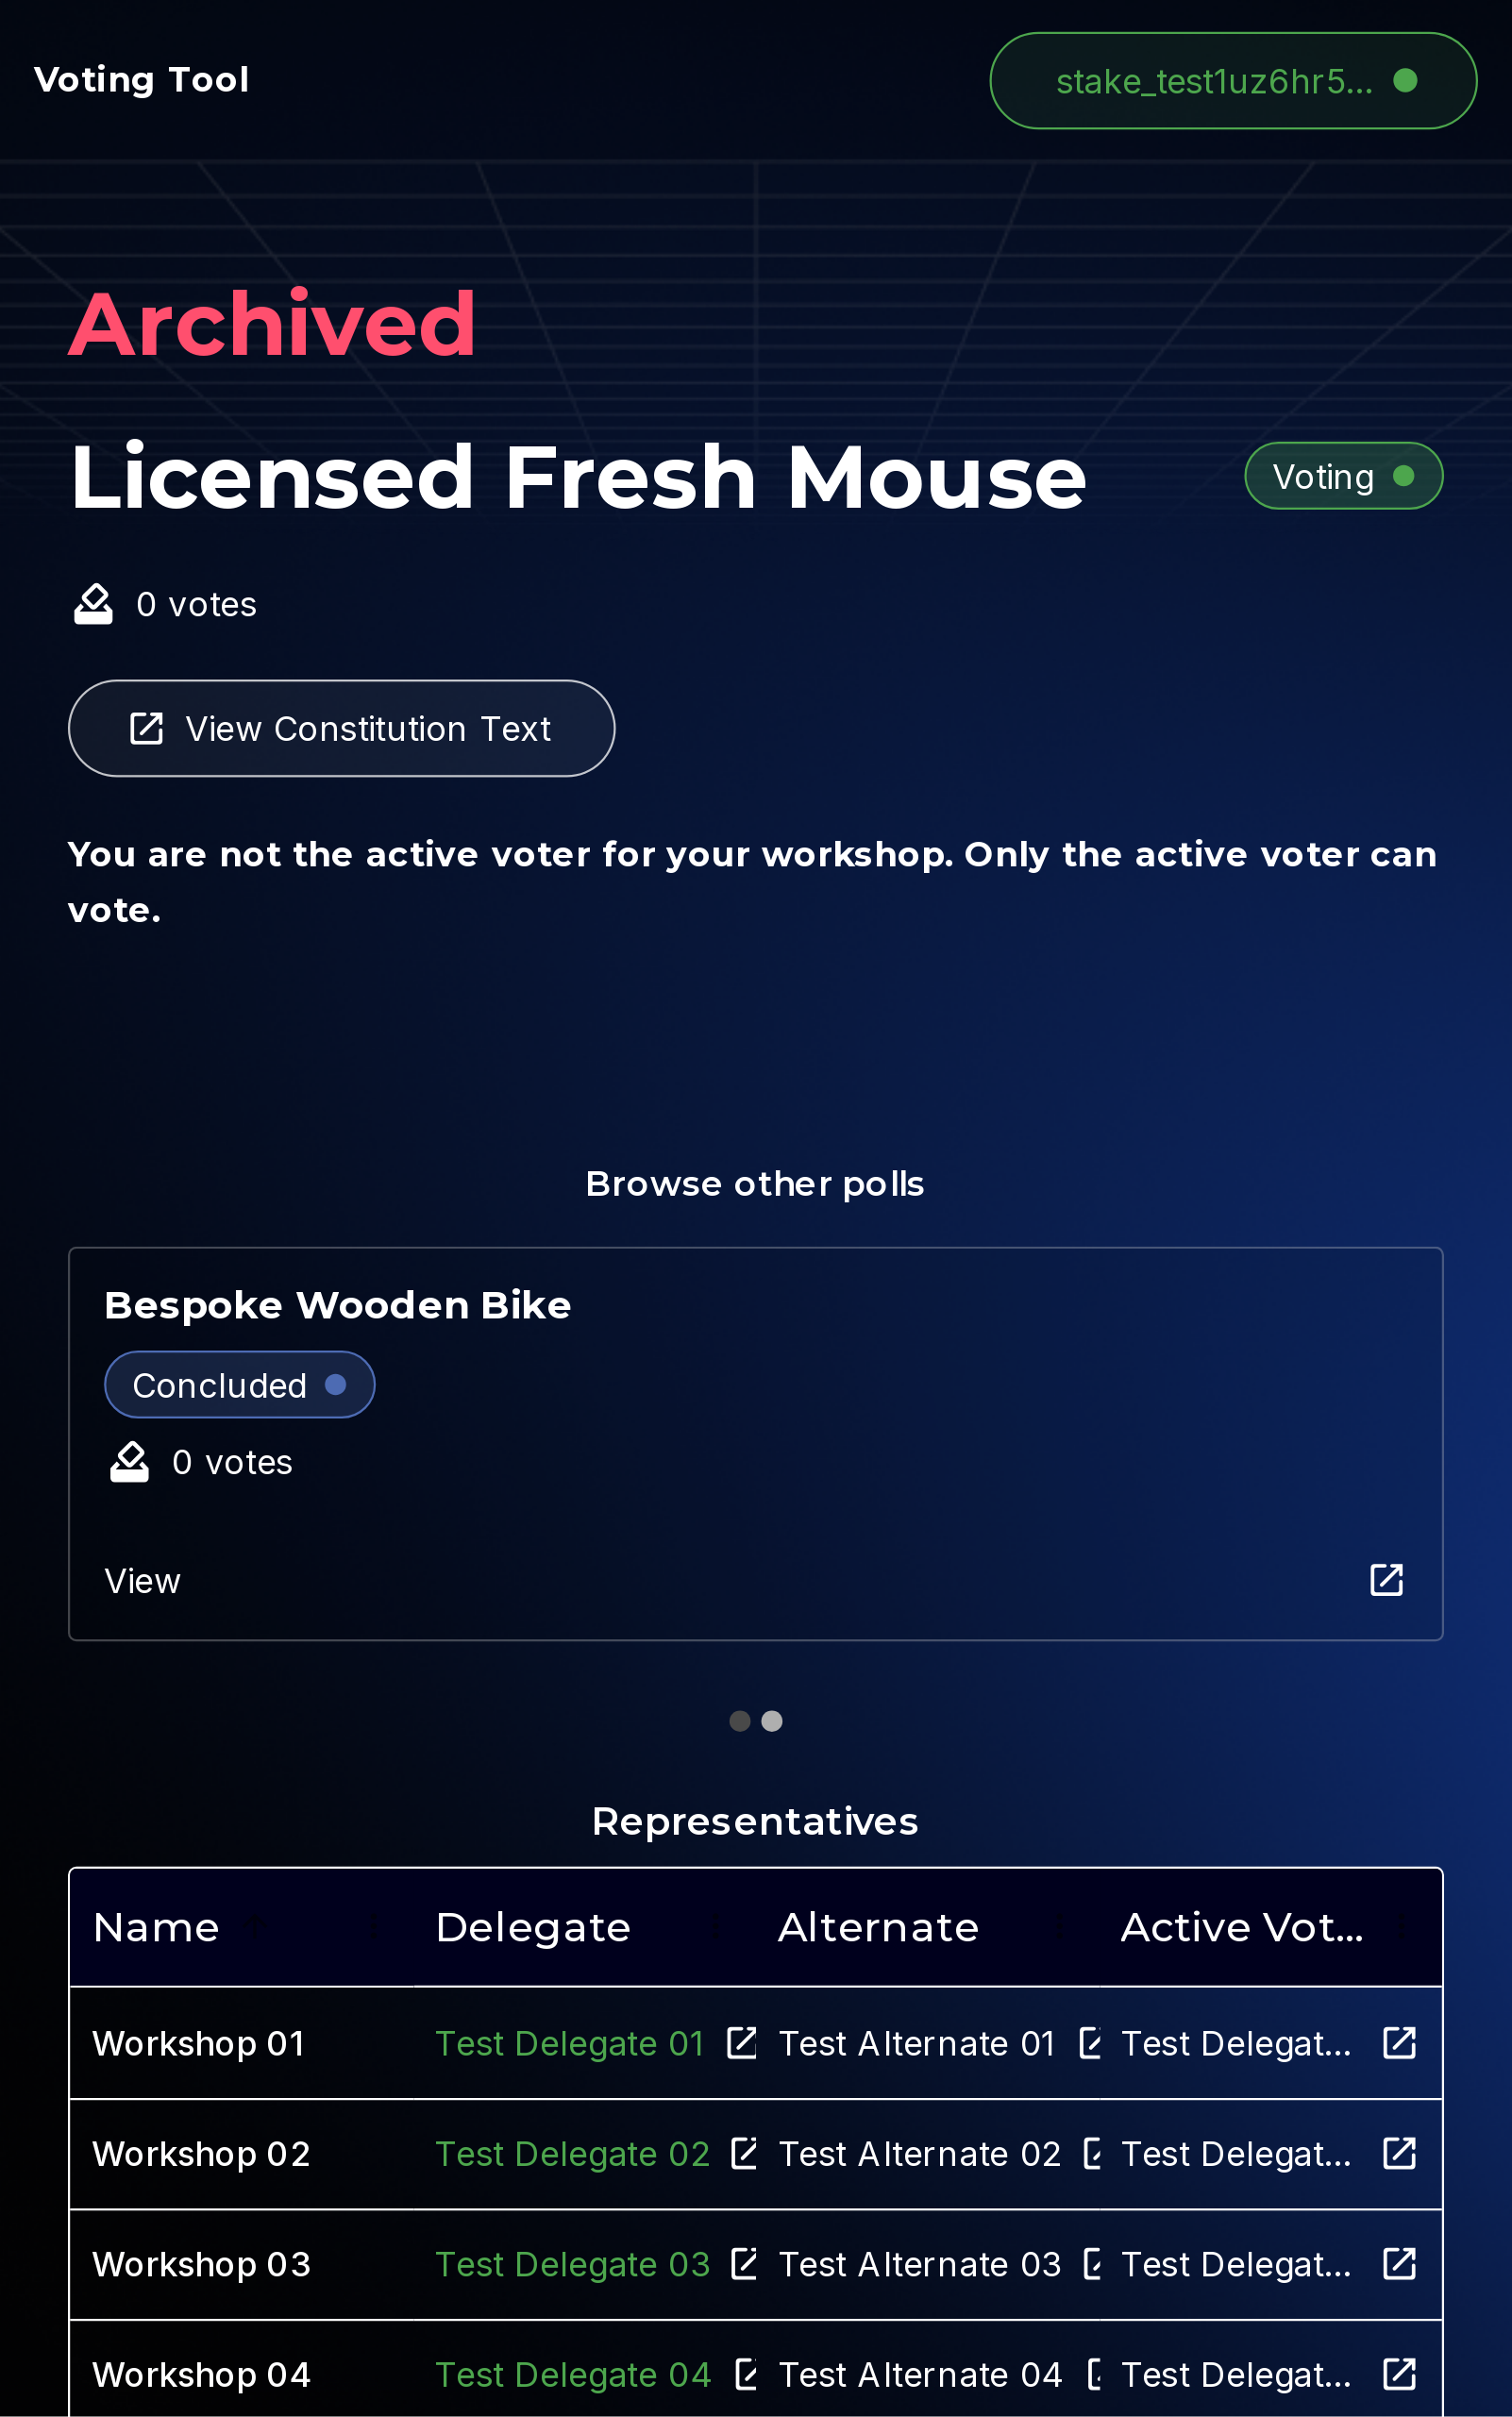 Voting Tool
stake_test1uz6hr5...
Archived
Licensed Fresh Mouse
Voting
0 votes
View Constitution Text
You are not the active voter for your workshop. Only the active voter can
vote.
Browse other polls
Bespoke Wooden Bike
Concluded
0 votes
View
Representatives
Name Delegate Alternate Active Vot...
Workshop 01 Test Delegate 01 Test Alternate 01 Test Delegat...
Workshop 02 Test Delegate 02 Test Alternate 02 Test Delegat...
Workshop 03 Test Delegate 03 Test Alternate 03 Test Delegat...
Workshop 04 Test Delegate 04 Test Alternate 04 Test Delegat...